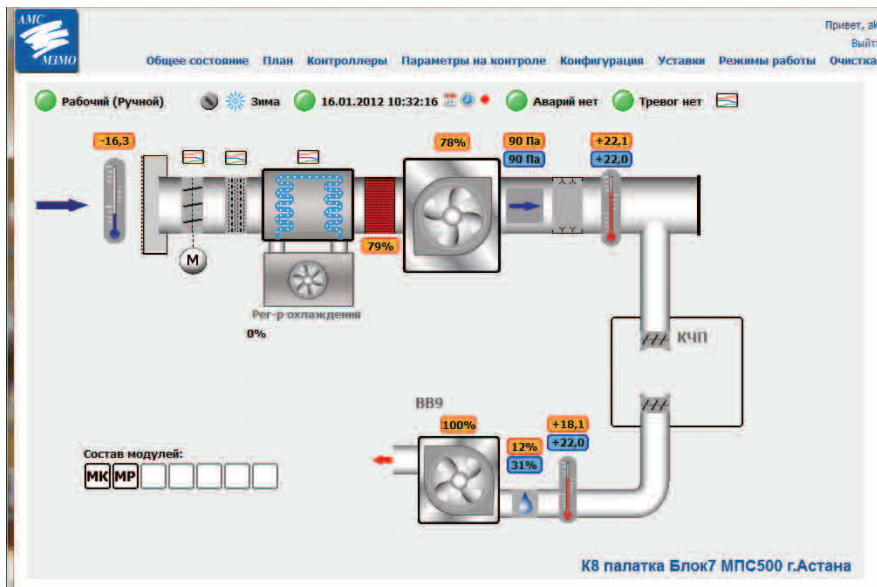 АМС
МЗМО
Привет, ak
Выйт
Общее состояние План Контроллеры Параметры на контроле Конфигурация Уставки Режимы работы Очистка
Рабочий (Ручной) Зима 16.01.2012 10:32:16 Аварий нет Тревог нет
-16,3 78% 90 Па +22,1
90 Па +22,0
М 79%
Рег-р охлаждения
0%
КЧП
ВВ9
100% +18,1
12% +22,0
31%
Состав модулей:
МК МР
К8 палатка Блок7 МПС500 г.Астана